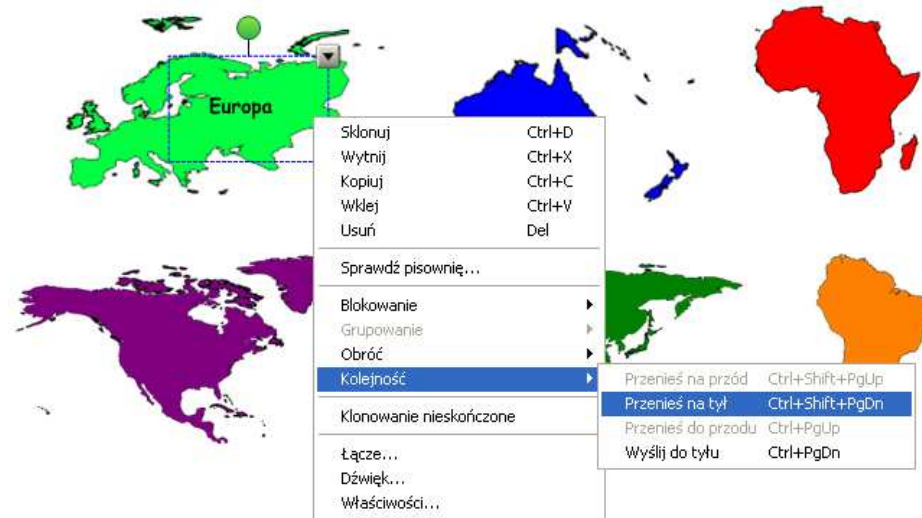 Europa
Sklonuj Ctrl+D
Wytnij Ctrl+X
Kopiuj Ctrl+C
Wklej Ctrl+V
Usuń Del
Sprawdź pisownię...
Blokowanie
Grupowanie
Obróć
Kolejność
Klonowanie nieskończone
Łącze...
Dźwięk...
Właściwości...
Przenieś na przód Ctrl+Shift+PgUp
Przenieś na tył Ctrl+Shift+PgDn
Przenieś do przodu Ctrl+PgUp
Wyślij do tyłu Ctrl+PgDn